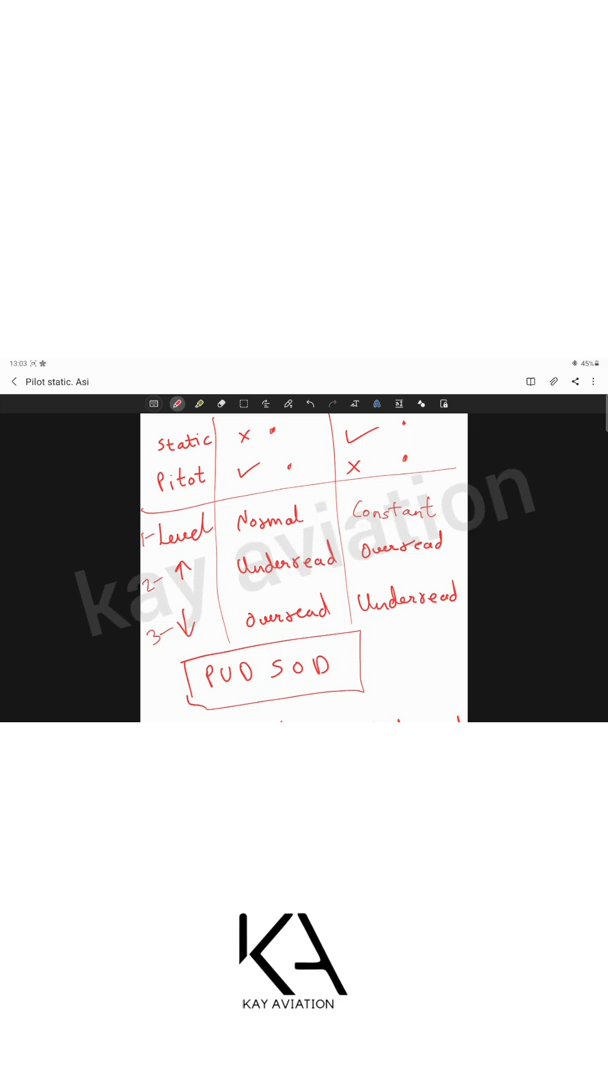 13:03
45%
Pilot static. Asi
Static x ✓
Pitot ✓ x
1- Level Normal Constant
2- ↑ Underread Overread
3- ↓ Overread Underread
PUD SOD
kay aviation
KA
KAY AVIATION